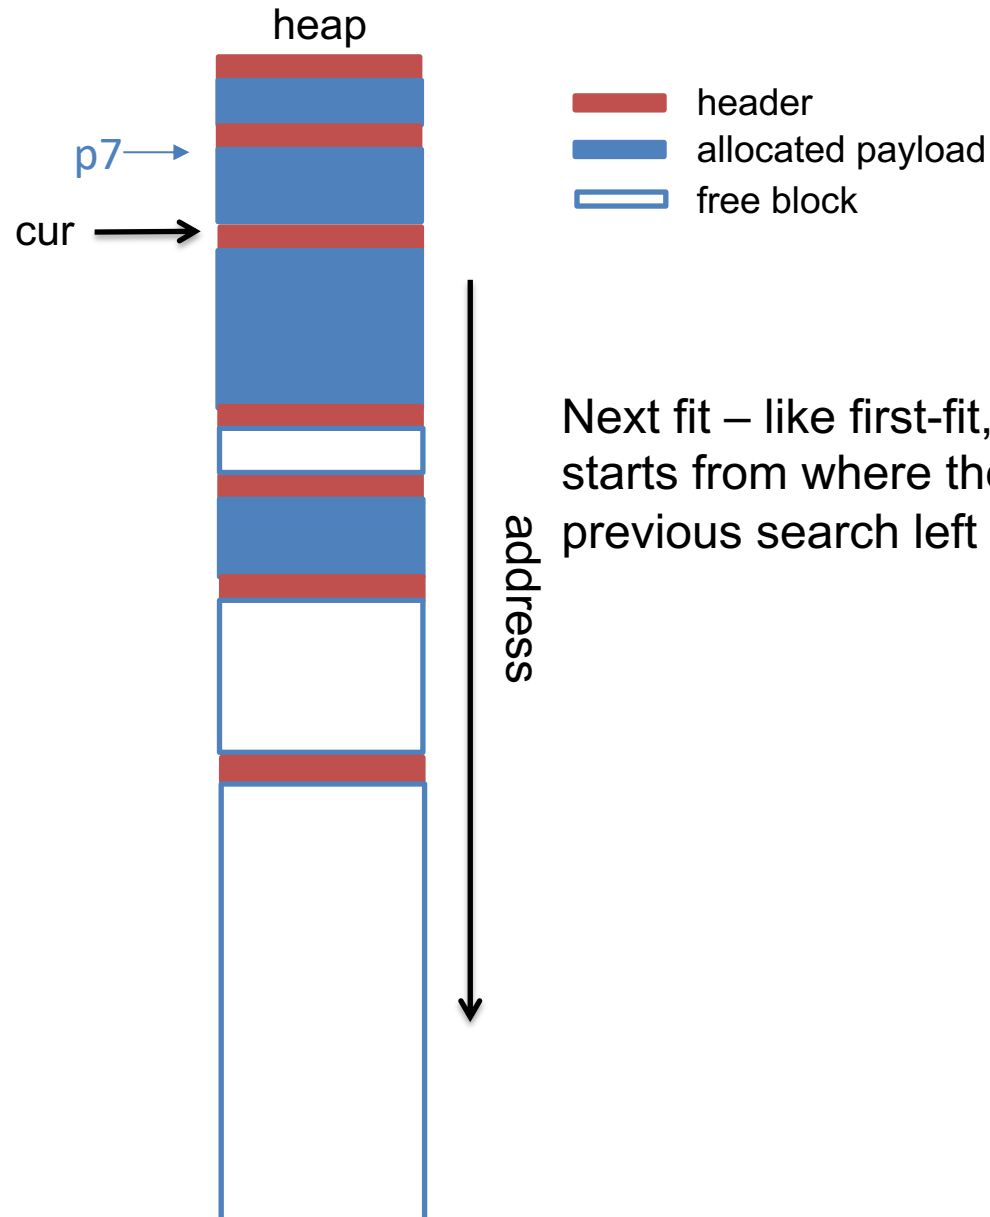 heap
header
allocated payload
free block
p7
cur
Next fit – like first-fit,
starts from where
previous search left
address